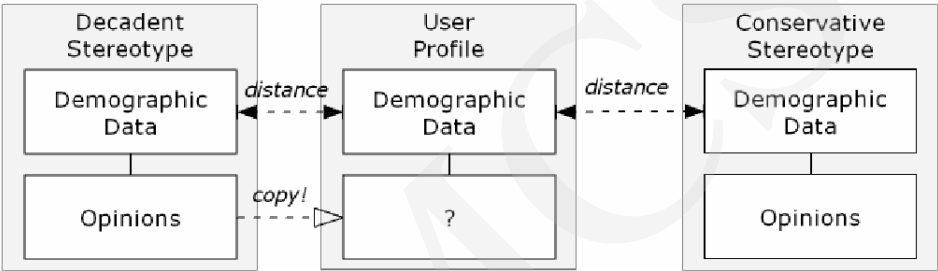 Decadent
Stereotype
User
Profile
Conservative
Stereotype
Demographic
Data
distance
Demographic
Data
distance
Demographic
Data
Opinions
copy!
?
Opinions